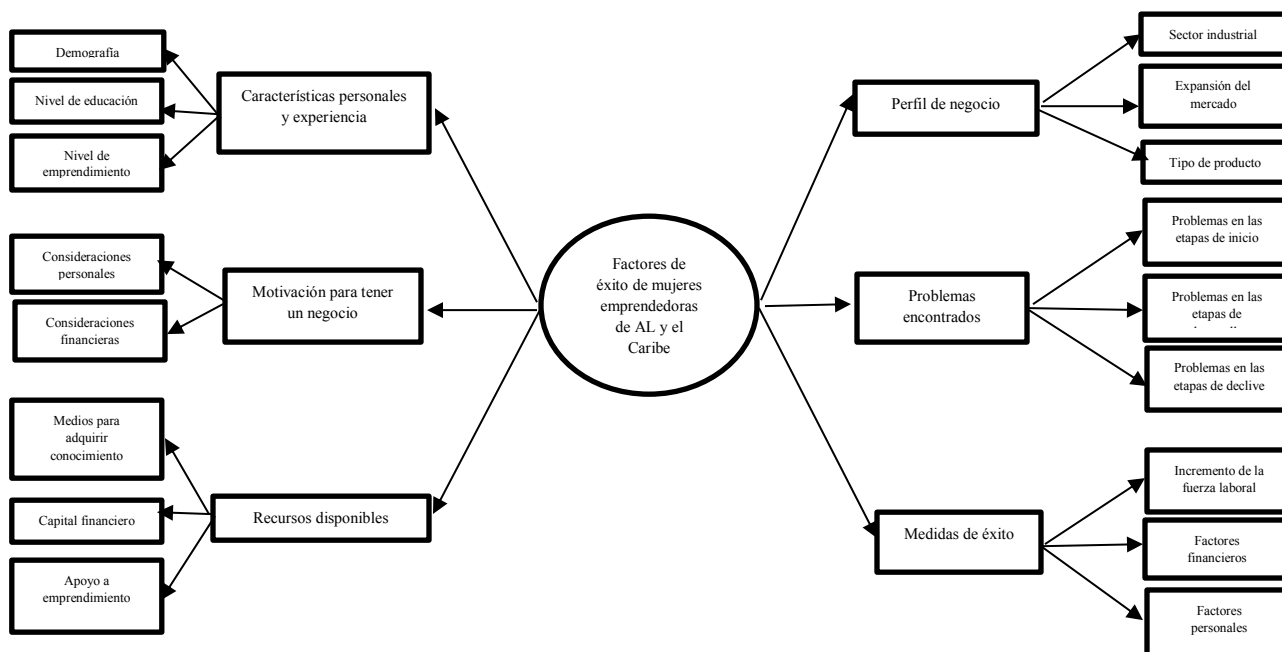 Demografía
Nivel de educación
Nivel de
emprendimiento
Características personales
y experiencia
Consideraciones
personales
Consideraciones
financieras
Motivación para tener
un negocio
Medios para
adquirir
conocimiento
Capital financiero
Apoyo a
emprendimiento
Recursos disponibles
Factores de
éxito de mujeres
emprendedoras
de AL y el
Caribe
Perfil de negocio
Sector industrial
Expansión del
mercado
Tipo de producto
Problemas
encontrados
Problemas en las
etapas de inicio
Problemas en las
etapas de
Problemas en las
etapas de declive
Medidas de éxito
Incremento de la
fuerza laboral
Factores
financieros
Factores
personales